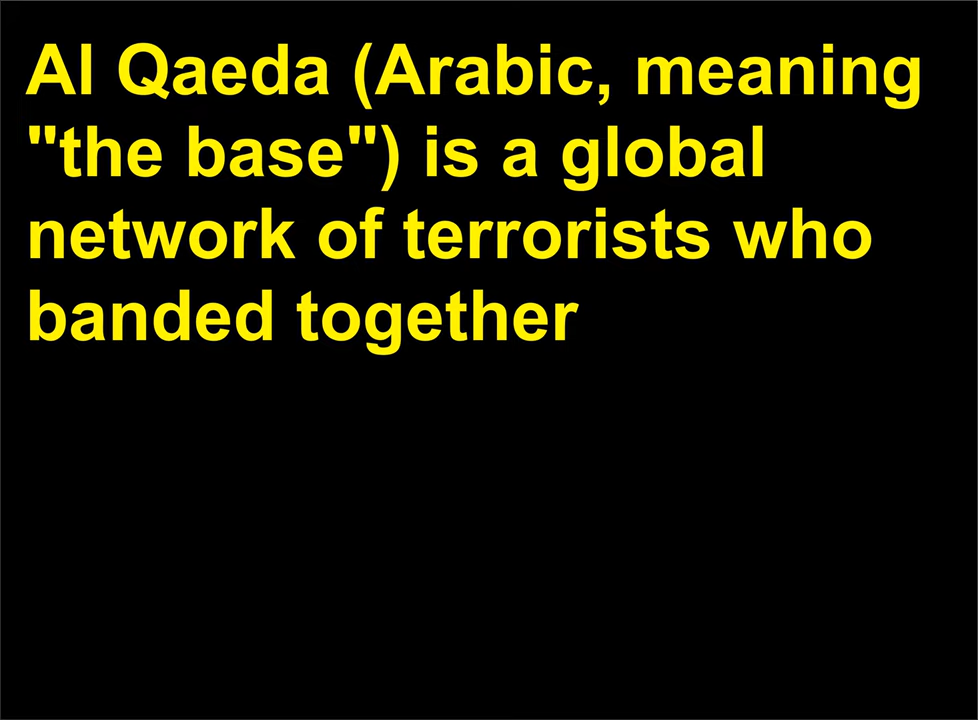 Al Qaeda (Arabic, meaning
"the base") is a global
network of terrorists who
banded together